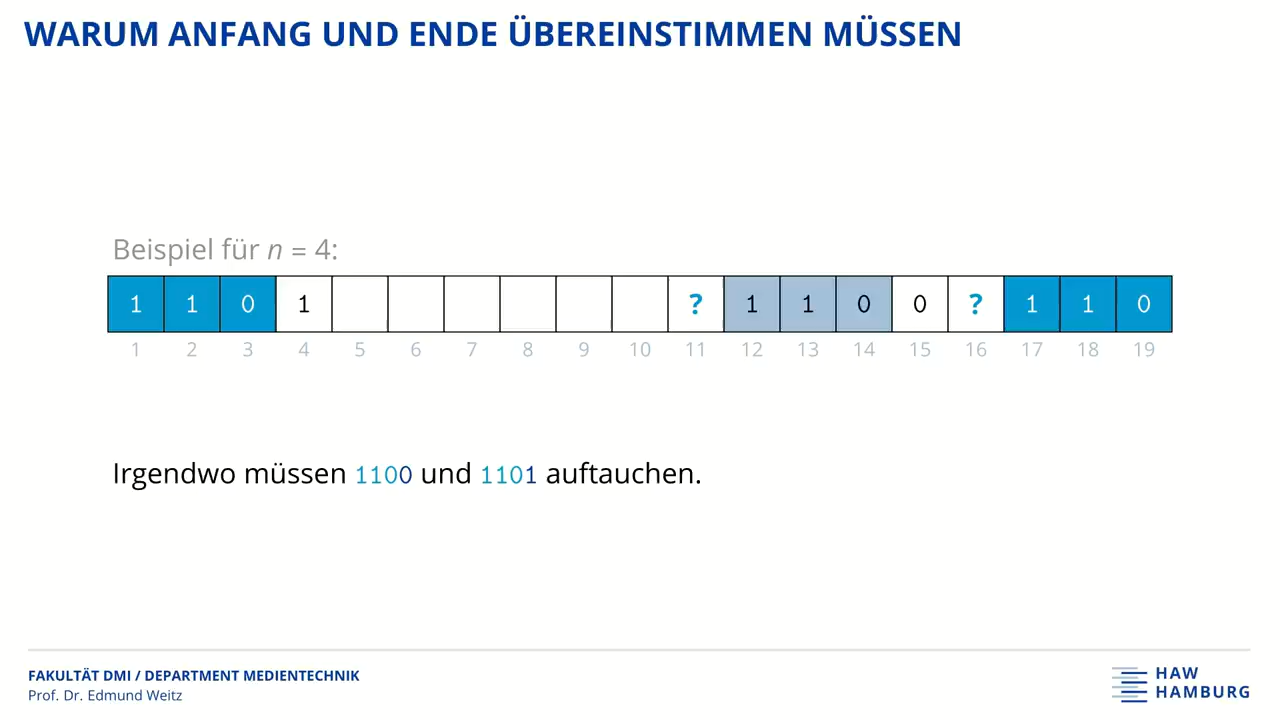 WARUM ANFANG UND ENDE ÜBEREINSTIMMEN MÜSSEN
Beispiel für n = 4:
1 1 0 1 ? 1 1 0 0 ? 1 1 0
1 2 3 4 5 6 7 8 9 10 11 12 13 14 15 16 17 18 19
Irgendwo müssen 1100 und 1101 auftauchen.
FAKULTÄT DMI / DEPARTMENT MEDIENTECHNIK
Prof. Dr. Edmund Weitz
HAW
HAMBURG